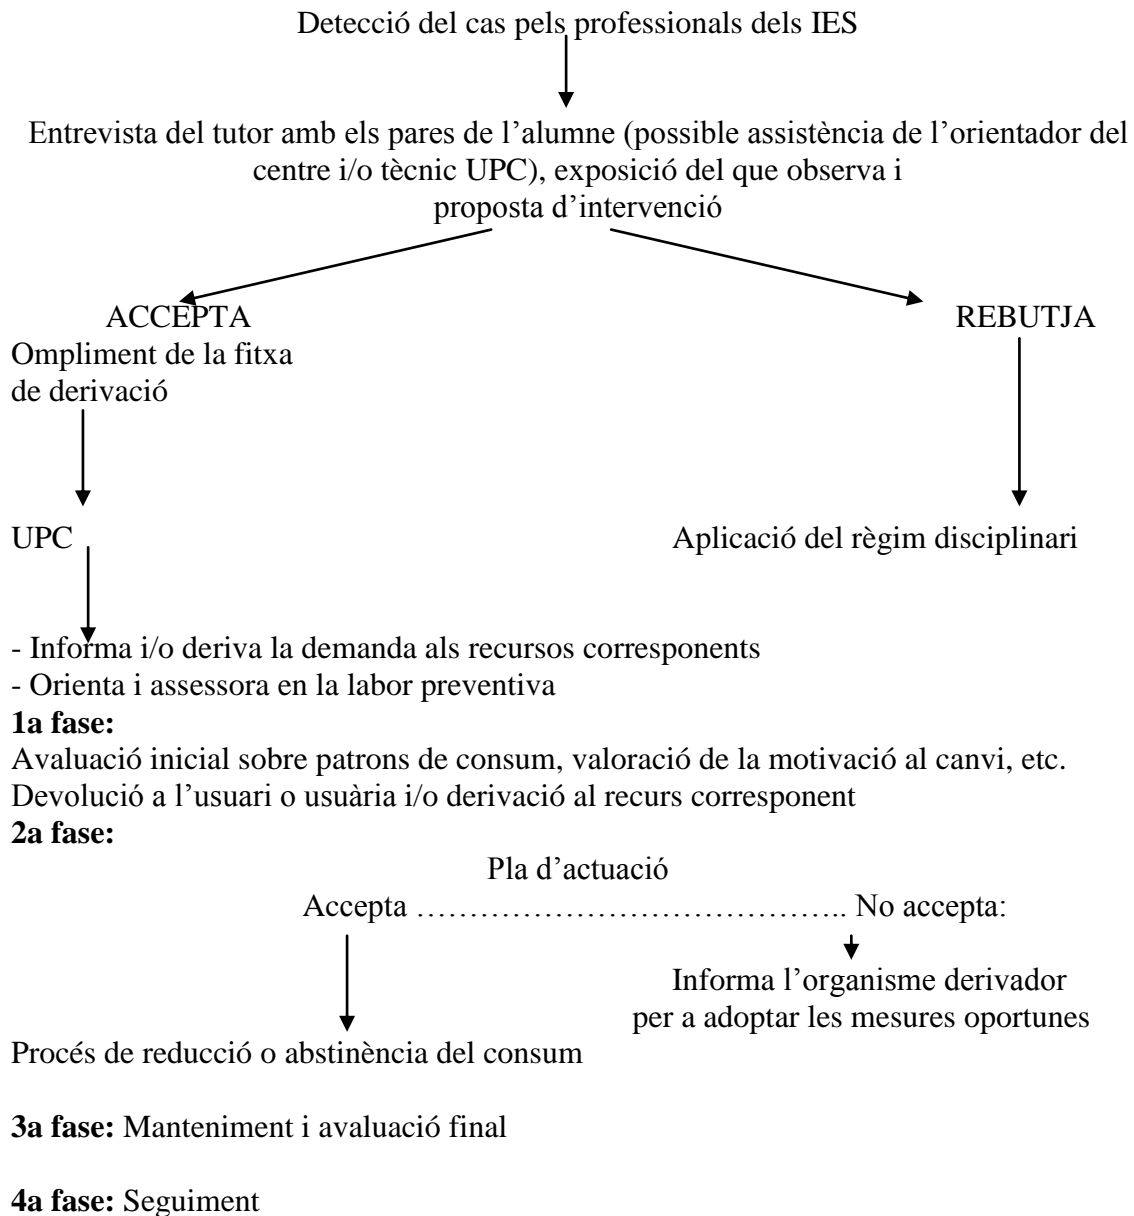 Detecció del cas pels professionals dels IES
Entrevista del tutor amb els pares de l’alumne (possible assistència de l’orientador del
centre i/o tècnic UPC), exposició del que observa i
proposta d’intervenció
ACCEPTA
REBUTJA
Ompliment de la fitxa
de derivació
UPC
Aplicació del règim disciplinari
- Informa i/o deriva la demanda als recursos corresponents
- Orienta i assessora en la labor preventiva
1a fase:
Avaluació inicial sobre patrons de consum, valoració de la motivació al canvi, etc.
Devolució a l’usuari o usuària i/o derivació al recurs corresponent
2a fase:
Pla d’actuació
Accepta ………………………………….. No accepta:
Informa l’organisme derivador
per a adoptar les mesures oportunes
Procés de reducció o abstinència del consum
3a fase: Manteniment i avaluació final
4a fase: Seguiment